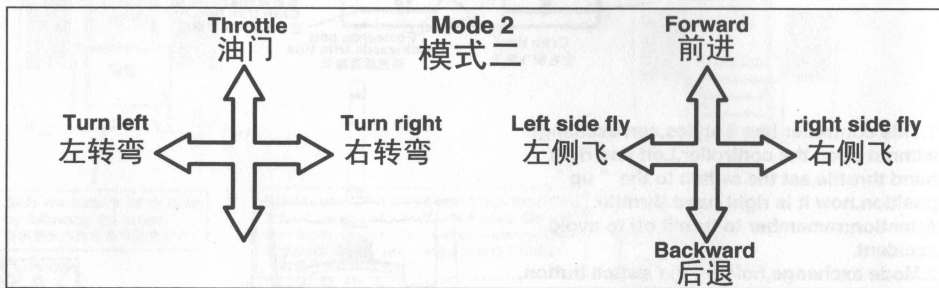 Throttle
油门
Mode 2
模式二
Forward
前进
Turn left
左转弯
Turn right
右转弯
Left side fly
左侧飞
right side fly
右侧飞
Backward
后退